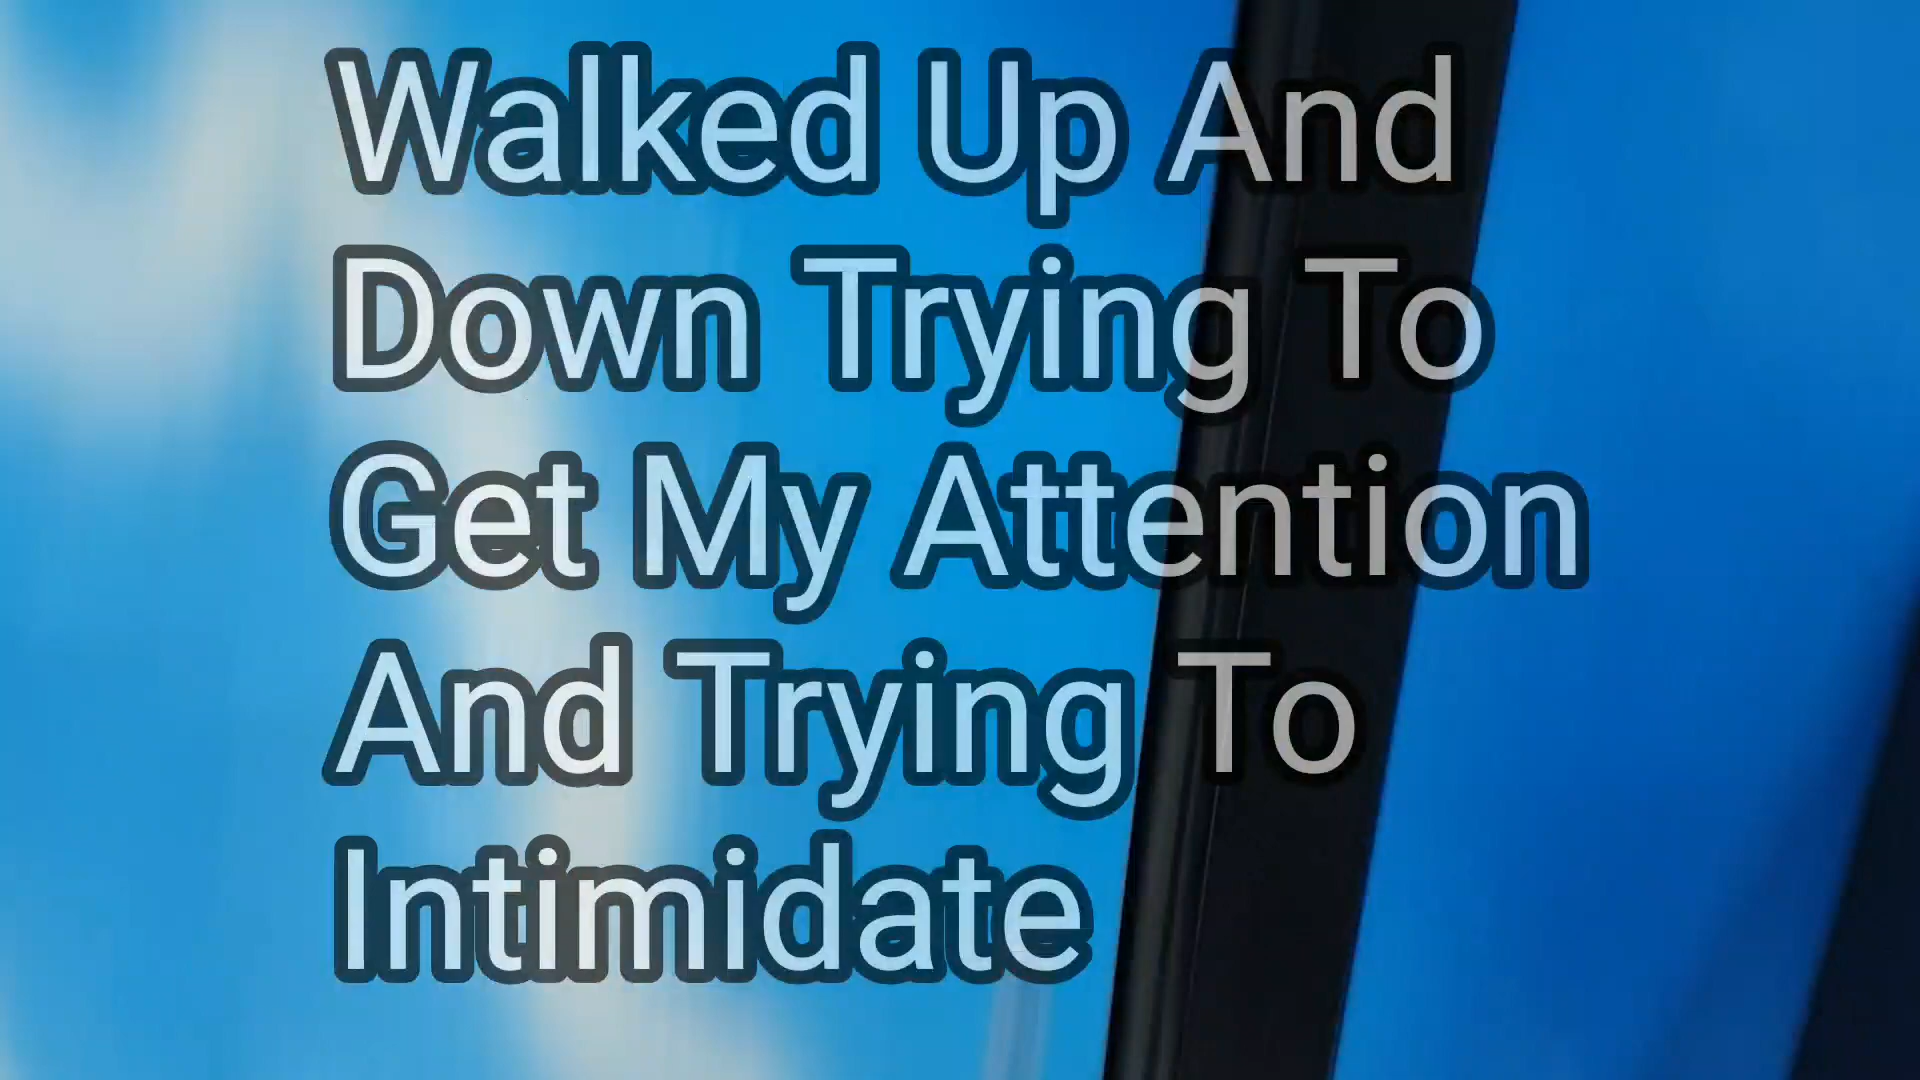 Walked Up And
Down Trying To
Get My Attention
And Trying To
Intimidate